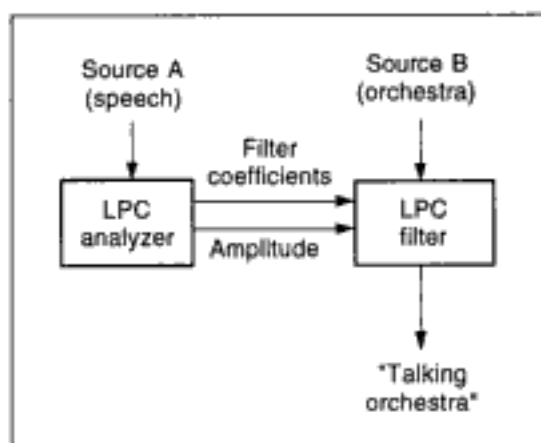 Source A
(speech)
Source B
(orchestra)
Filter
coefficients
LPC
analyzer
Amplitude
LPC
filter
"Talking
orchestra"